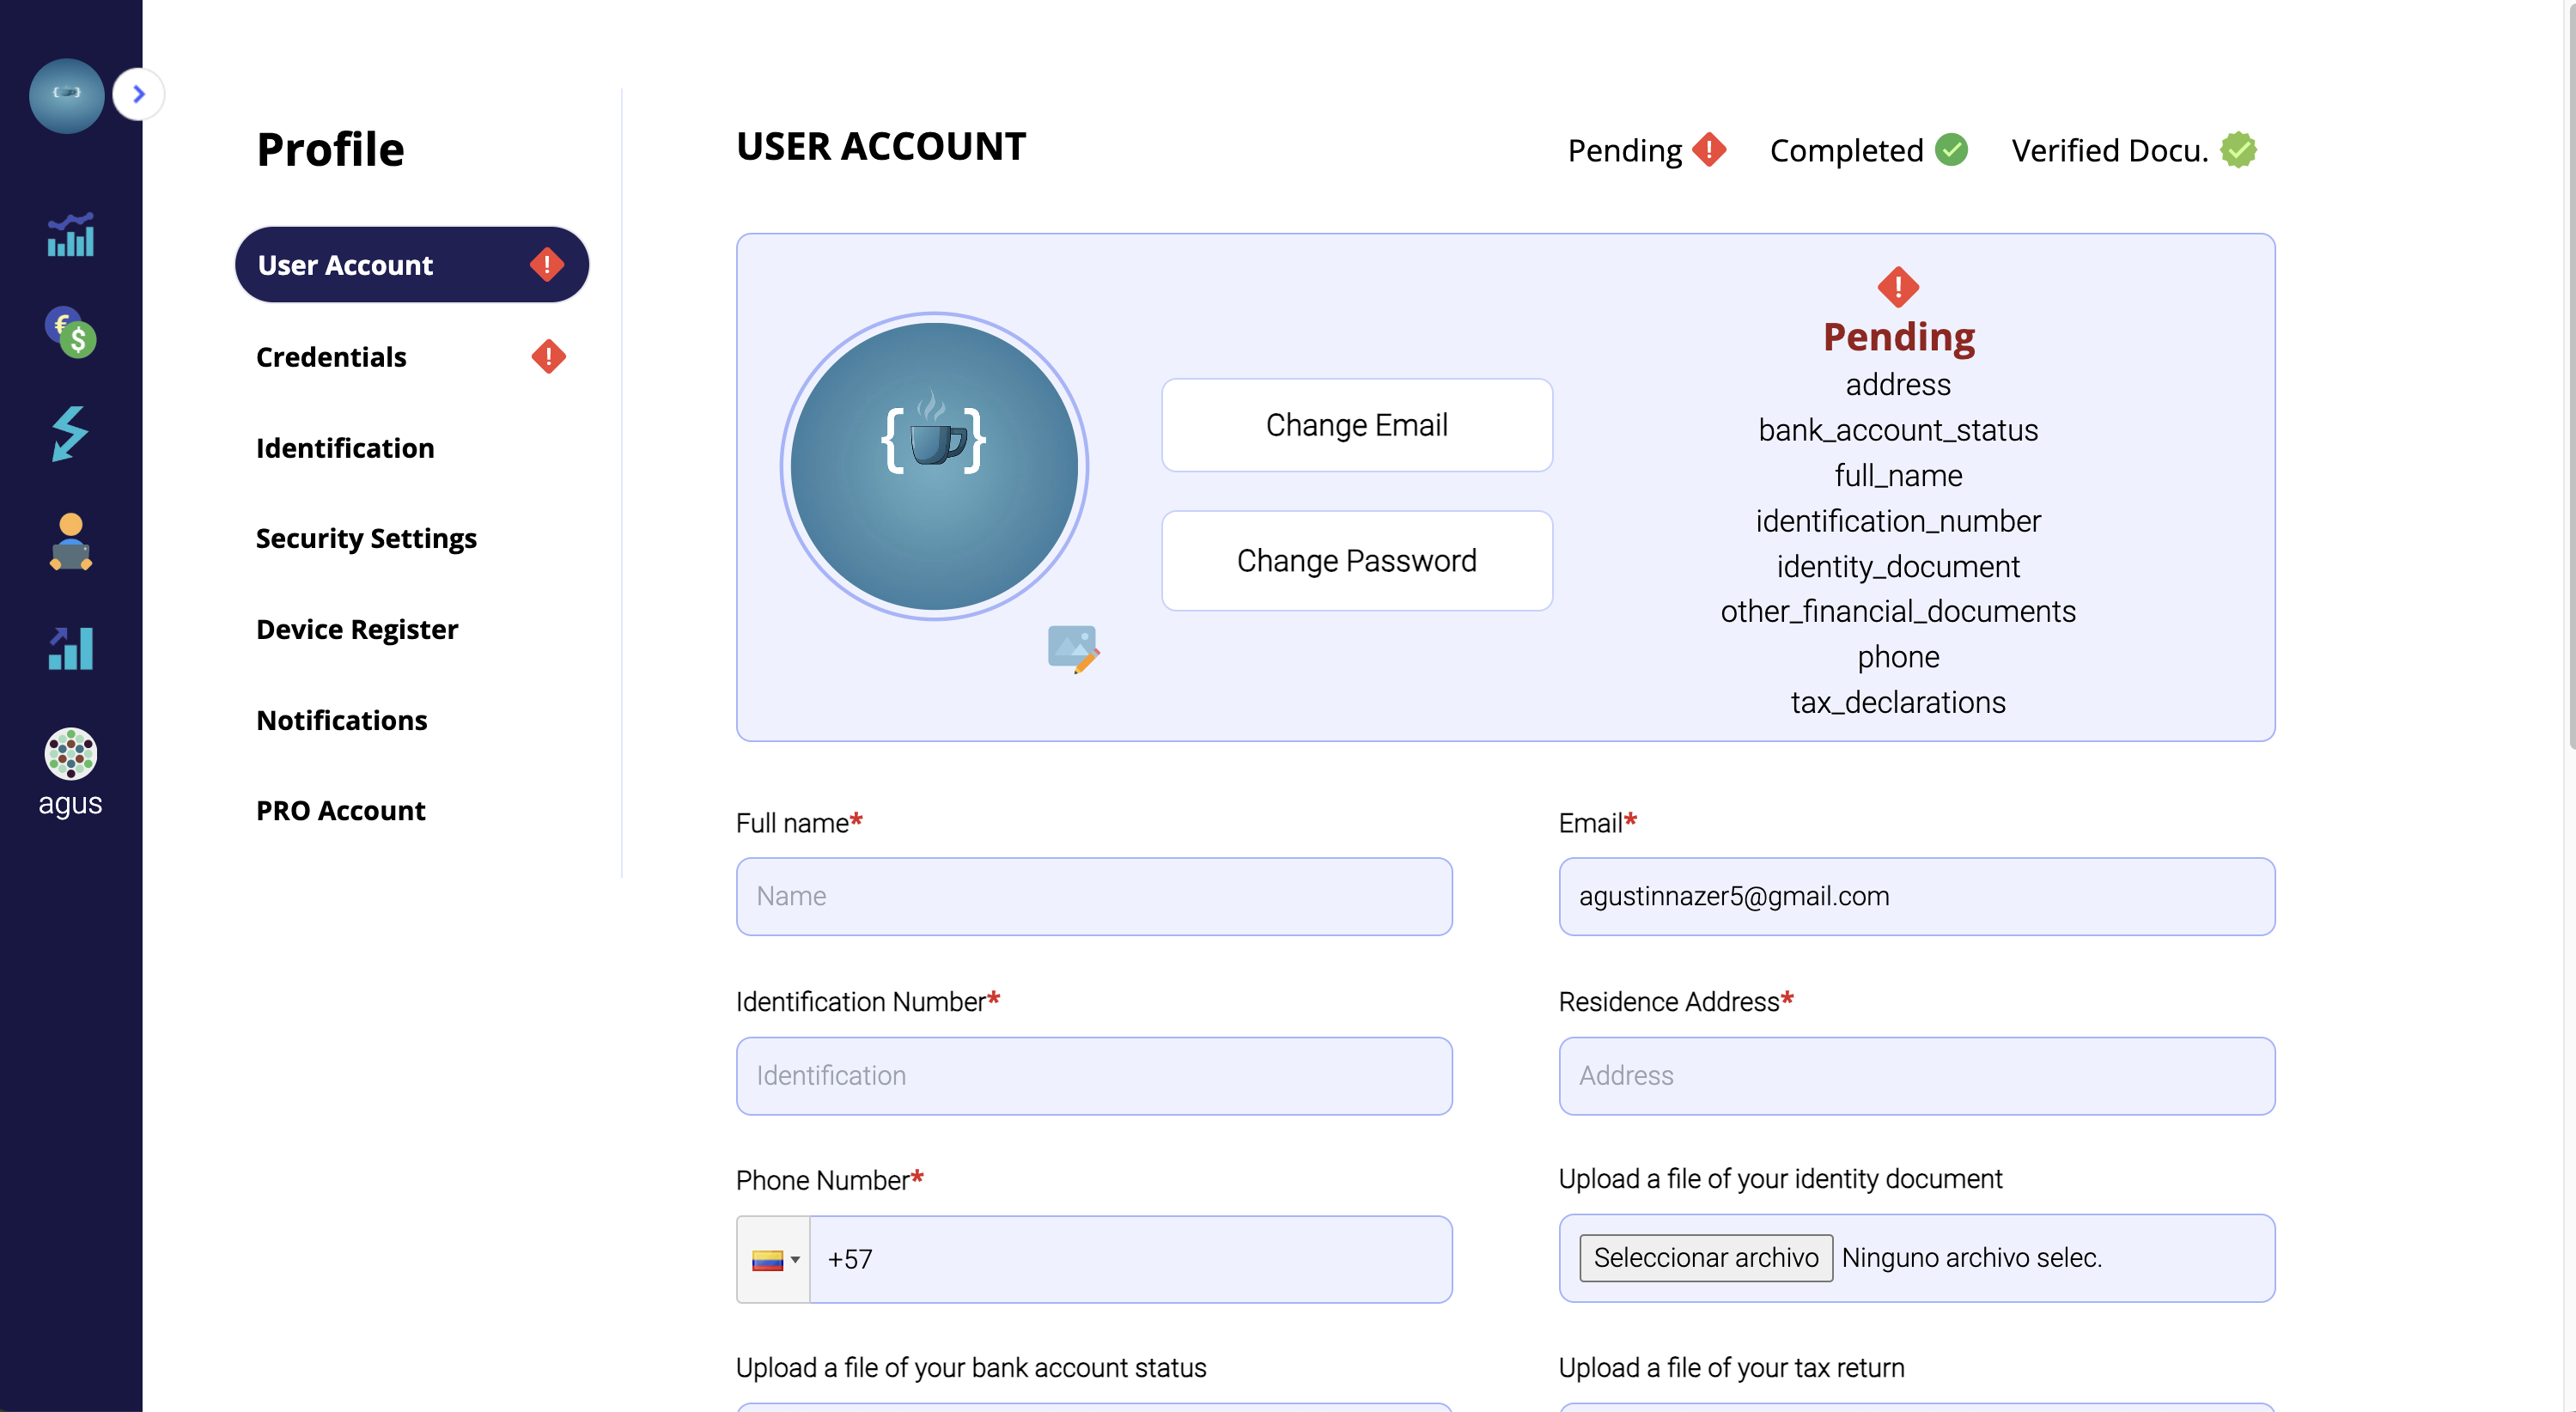 Profile
User Account
Credentials
Identification
Security Settings
Device Register
Notifications
PRO Account
agus
USER ACCOUNT
Pending
Completed
Verified Docu.
Change Email
Change Password
Pending
address
bank_account_status
full_name
identification_number
identity_document
other_financial_documents
phone
tax_declarations
Full name*
Name
Email*
agustinnazer5@gmail.com
Identification Number*
Identification
Residence Address*
Address
Phone Number*
+57
Upload a file of your identity document
Seleccionar archivo Ninguno archivo selec.
Upload a file of your bank account status
Upload a file of your tax return